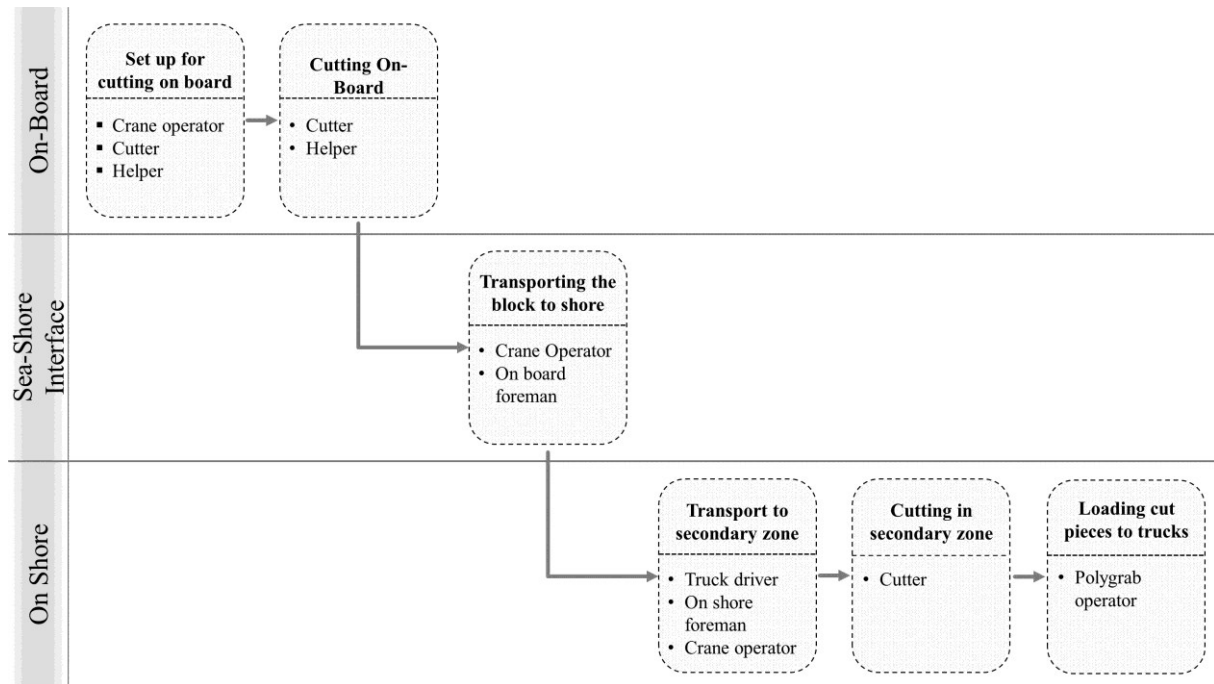 On-Board
Set up for
cutting on board
▪ Crane operator
▪ Cutter
▪ Helper
Cutting On-
Board
• Cutter
• Helper
Sea-Shore
Interface
Transporting the
block to shore
• Crane Operator
• On board
foreman
On Shore
Transport to
secondary zone
• Truck driver
• On shore
foreman
• Crane operator
Cutting in
secondary zone
• Cutter
Loading cut
pieces to trucks
• Polygrab
operator